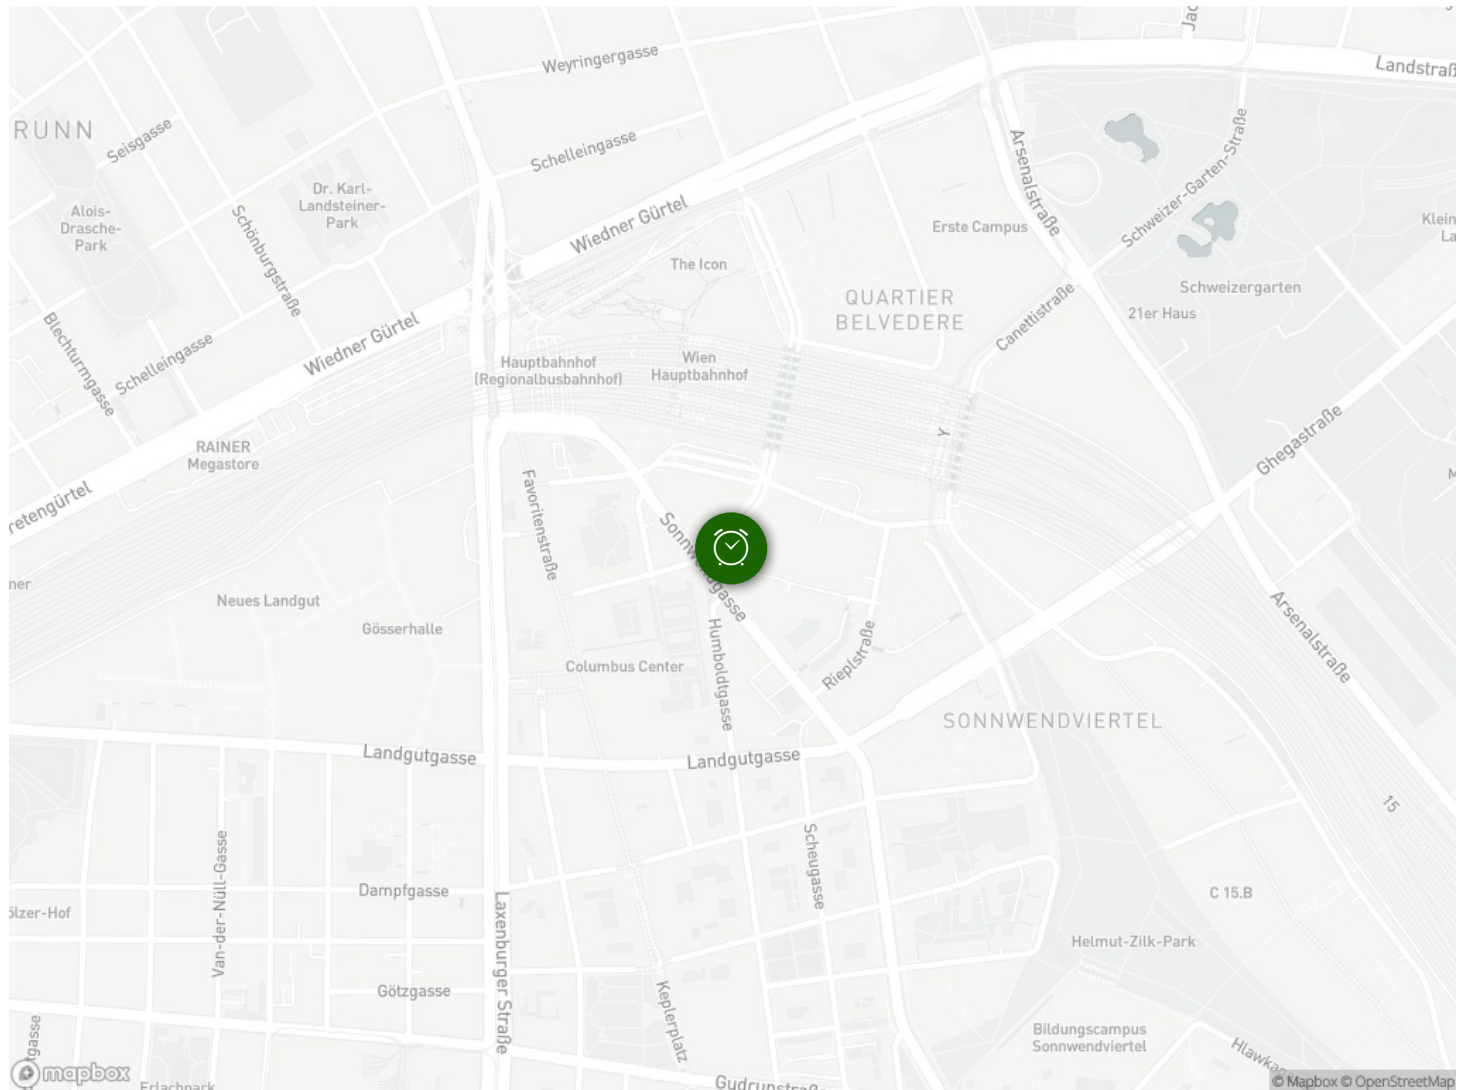 Weyringergasse
Landstraß
RUNN
Seisgasse
Schelleingasse
Arsenalstraße
Schweizer-Garten-Straße
Dr. Karl-
Landsteiner-
Park
Alois-
Drasche-
Park
Schönburgstraße
Wiedner Gürtel
Erste Campus
Klein
La
The Icon
QUARTIER
BELVEDERE
Schweizergarten
21er Haus
Canettistraße
Blechturmgasse
Schelleingasse
Wiedner Gürtel
Hauptbahnhof
(Regionalbusbahnhof)
Wien
Hauptbahnhof
RAINER
Megastore
Y
Ghegastraße
M
retengürtel
Favoritenstraße
Sonnwendgasse
ner
Neues Landgut
Gösserhalle
Arsenalstraße
Columbus Center
Humboldtgasse
Rieplstraße
SONNWENDVIERTEL
Landgutgasse
Landgutgasse
15
Van-der-Nüll-Gasse
Scheugasse
Dampfgasse
Laxenburger Straße
C 15.B
ölzer-Hof
Helmut-Zilk-Park
Götzgasse
Keplerplatz
Bildungscampus
Sonnwendviertel
Hlawkaga
tgasse
mapbox
Erlachpark
Gudrunstraße
© Mapbox © OpenStreetMap